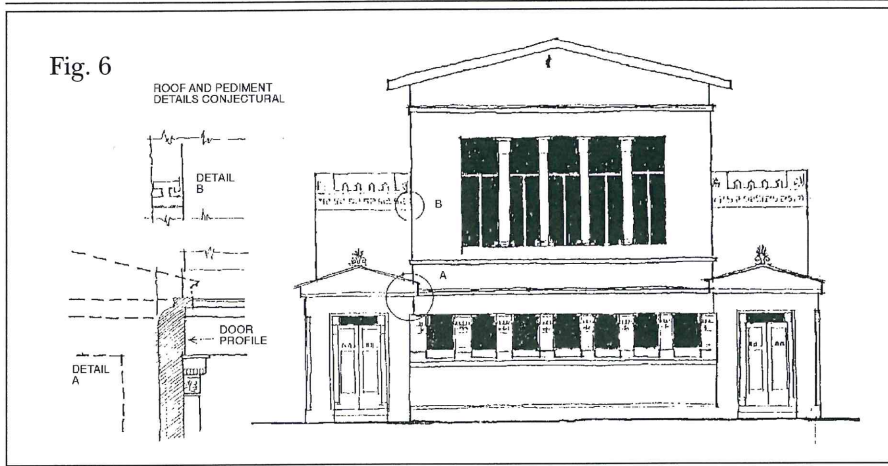 Fig. 6
ROOF AND PEDIMENT
DETAILS CONJECTURAL
DETAIL
B
B
A
DOOR
PROFILE
DETAIL
A